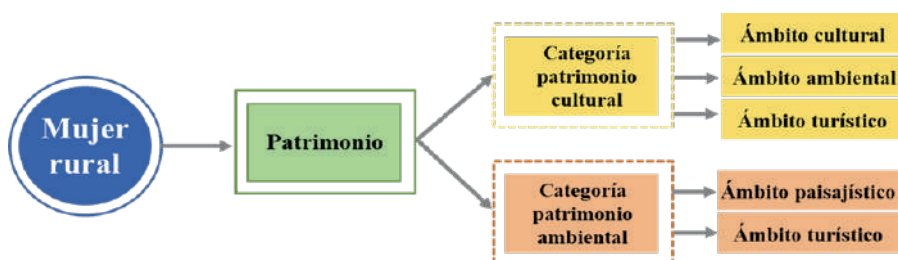 Mujer
rural
Patrimonio
Categoría
patrimonio
cultural
Ámbito cultural
Ámbito ambiental
Ámbito turístico
Categoría
patrimonio
ambiental
Ámbito paisajístico
Ámbito turístico